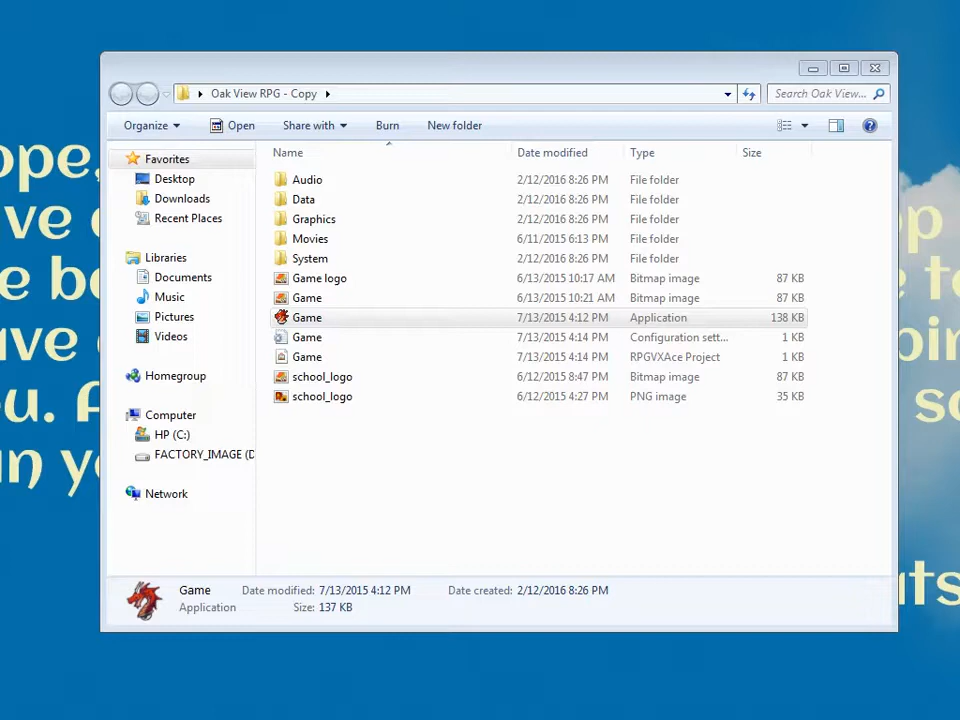 Oak View RPG - Copy
Search Oak View...
Organize Open Share with Burn New folder
Name Date modified Type Size
Favorites
Desktop
Downloads
Recent Places
Libraries
Documents
Music
Pictures
Videos
Homegroup
Computer
HP (C:)
FACTORY_IMAGE (D
Network
Audio 2/12/2016 8:26 PM File folder
Data 2/12/2016 8:26 PM File folder
Graphics 2/12/2016 8:26 PM File folder
Movies 6/11/2015 6:13 PM File folder
System 2/12/2016 8:26 PM File folder
Game logo 6/13/2015 10:17 AM Bitmap image 87 KB
Game 6/13/2015 10:21 AM Bitmap image 87 KB
Game 7/13/2015 4:12 PM Application 138 KB
Game 7/13/2015 4:14 PM Configuration sett... 1 KB
Game 7/13/2015 4:14 PM RPGVXAce Project 1 KB
school_logo 6/12/2015 8:47 PM Bitmap image 87 KB
school_logo 6/12/2015 4:27 PM PNG image 35 KB
Game Date modified: 7/13/2015 4:12 PM Date created: 2/12/2016 8:26 PM
Application Size: 137 KB